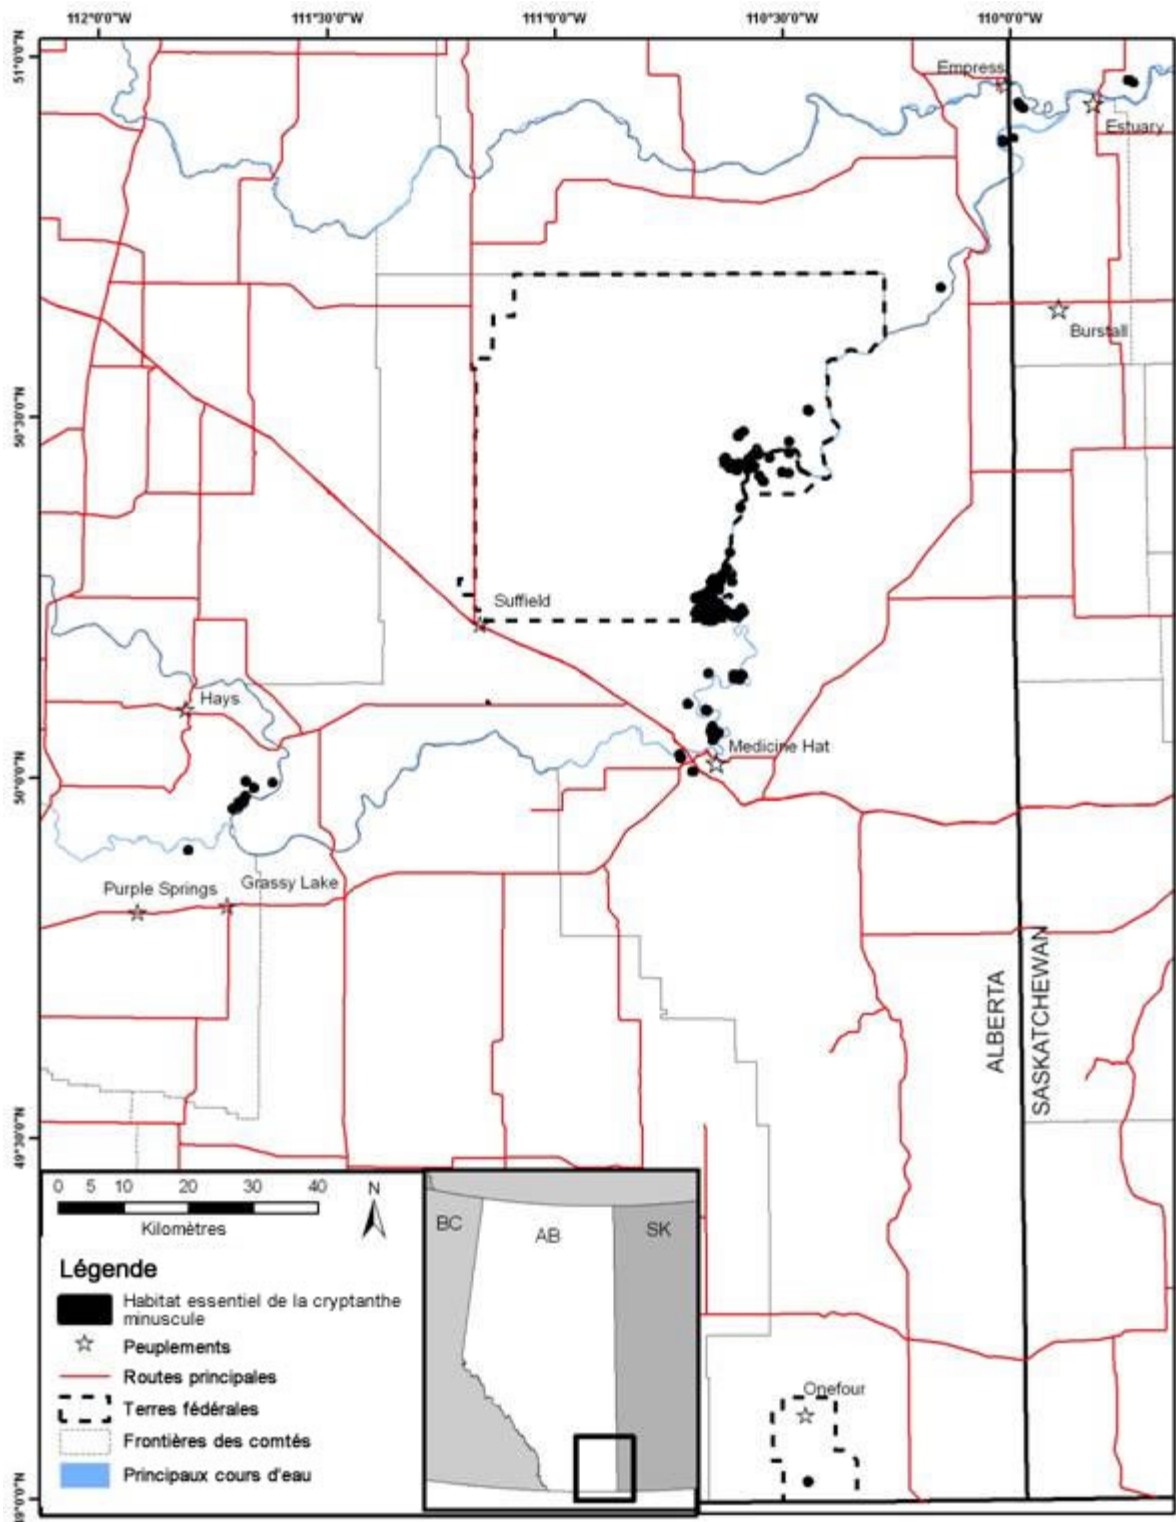 112°0'0"W 111°30'0"W 111°0'0"W 110°30'0"W 110°0'0"W
51°0'0"N
Empress
Estuary
Burstall
50°30'0"N
Suffield
Hays
Medicine Hat
50°0'0"N
Purple Springs
Grassy Lake
ALBERTA
SASKATCHEWAN
49°30'0"N
0 5 10 20 30 40
Kilomètres
N
BC
AB
SK
Légende
Habitat essentiel de la cryptanthe
minuscule
Peuplements
Routes principales
Terres fédérales
Frontières des comtés
Principaux cours d'eau
Onefour
49°0'0"N